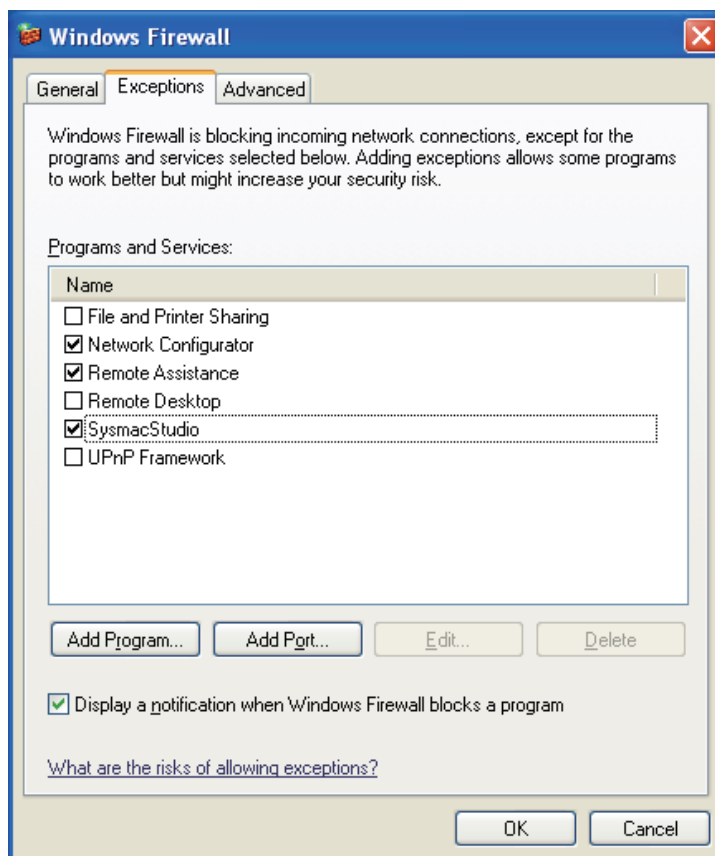 Windows Firewall
General Exceptions Advanced
Windows Firewall is blocking incoming network connections, except for the
programs and services selected below. Adding exceptions allows some programs
to work better but might increase your security risk.
Programs and Services:
Name
File and Printer Sharing
Network Configurator
Remote Assistance
Remote Desktop
SysmacStudio
UPnP Framework
Add Program... Add Port... Edit... Delete
Display a notification when Windows Firewall blocks a program
What are the risks of allowing exceptions?
OK Cancel